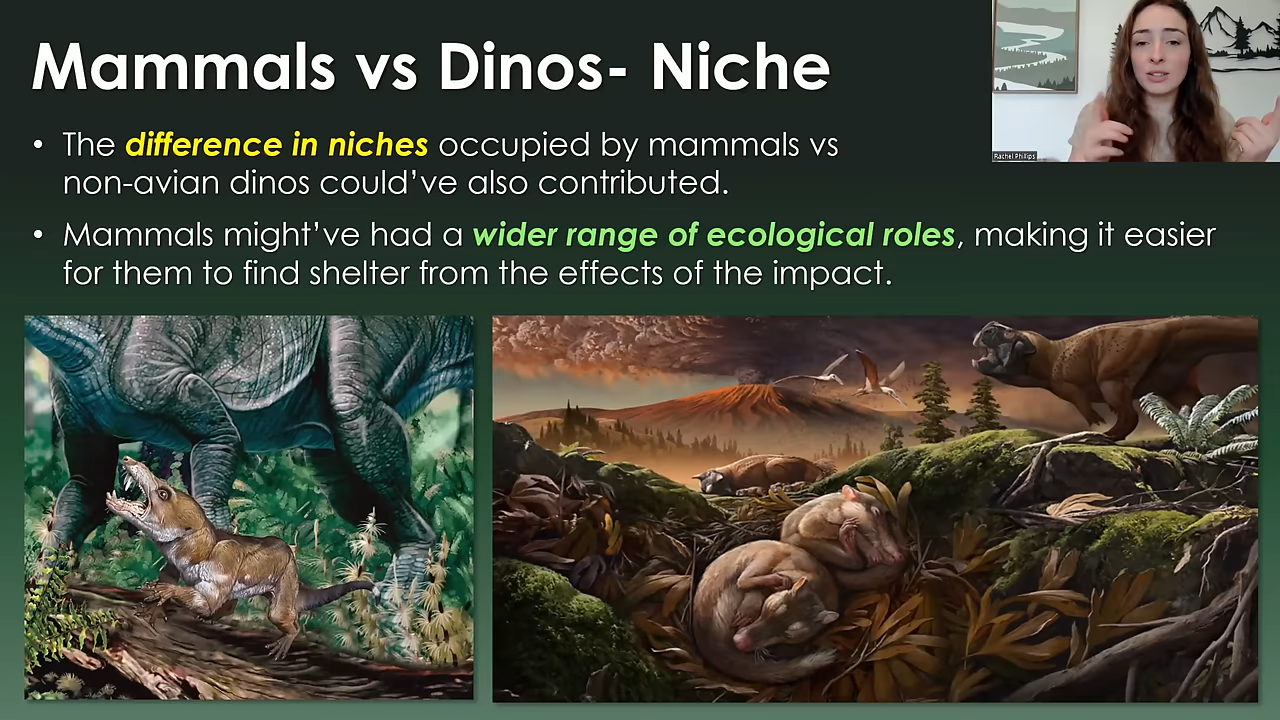 Mammals vs Dinos- Niche
• The difference in niches occupied by mammals vs
non-avian dinos could’ve also contributed.
• Mammals might’ve had a wider range of ecological roles, making it easier
for them to find shelter from the effects of the impact.
Rachel Phillips